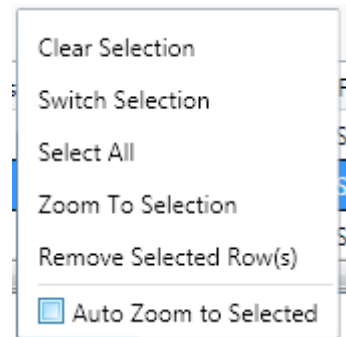 Clear Selection
Switch Selection
Select All
Zoom To Selection
Remove Selected Row(s)
Auto Zoom to Selected